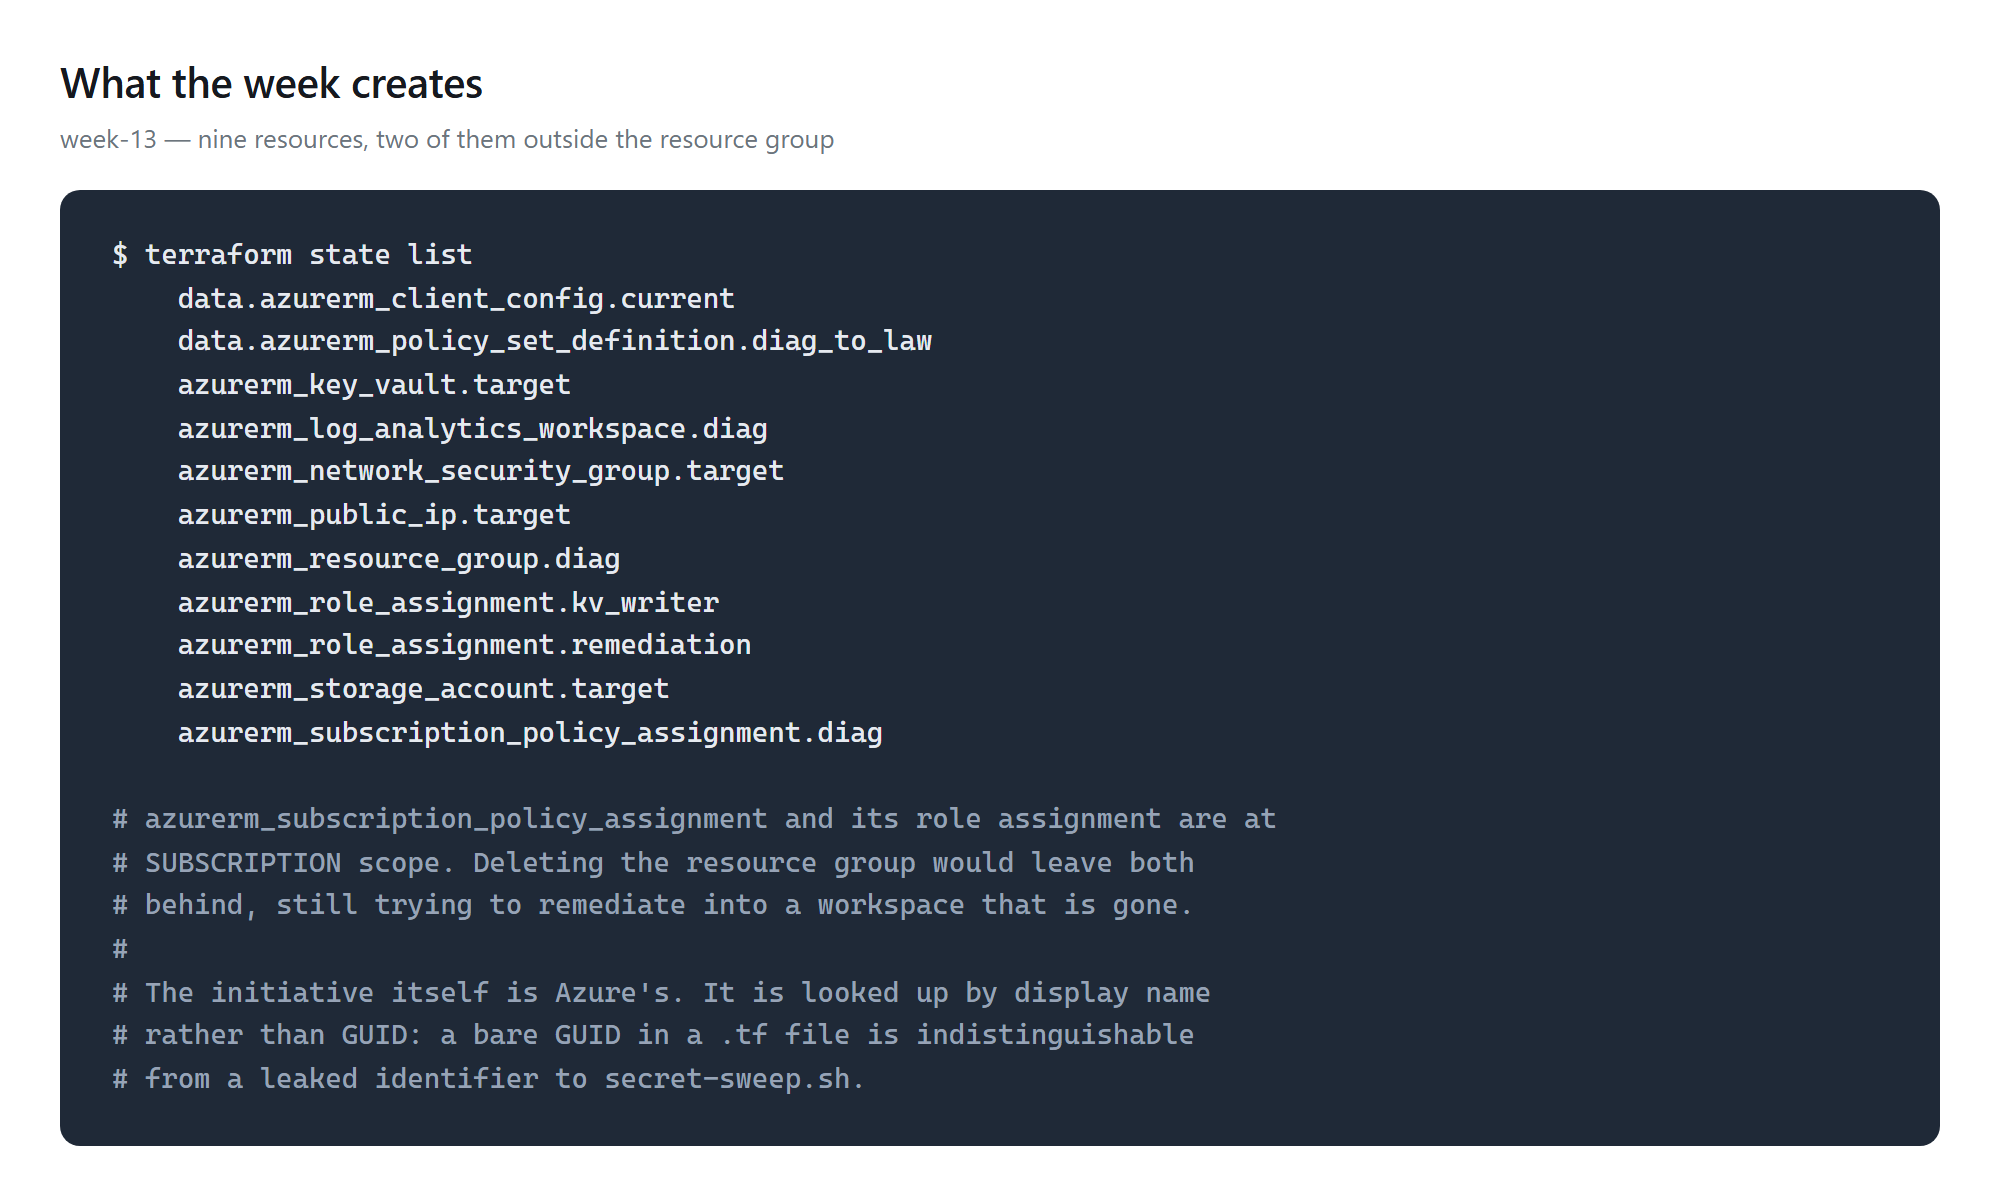 What the week creates
week-13 — nine resources, two of them outside the resource group
$ terraform state list
data.azurerm_client_config.current
data.azurerm_policy_set_definition.diag_to_law
azurerm_key_vault.target
azurerm_log_analytics_workspace.diag
azurerm_network_security_group.target
azurerm_public_ip.target
azurerm_resource_group.diag
azurerm_role_assignment.kv_writer
azurerm_role_assignment.remediation
azurerm_storage_account.target
azurerm_subscription_policy_assignment.diag
# azurerm_subscription_policy_assignment and its role assignment are at
# SUBSCRIPTION scope. Deleting the resource group would leave both
# behind, still trying to remediate into a workspace that is gone.
#
# The initiative itself is Azure's. It is looked up by display name
# rather than GUID: a bare GUID in a .tf file is indistinguishable
# from a leaked identifier to secret-sweep.sh.